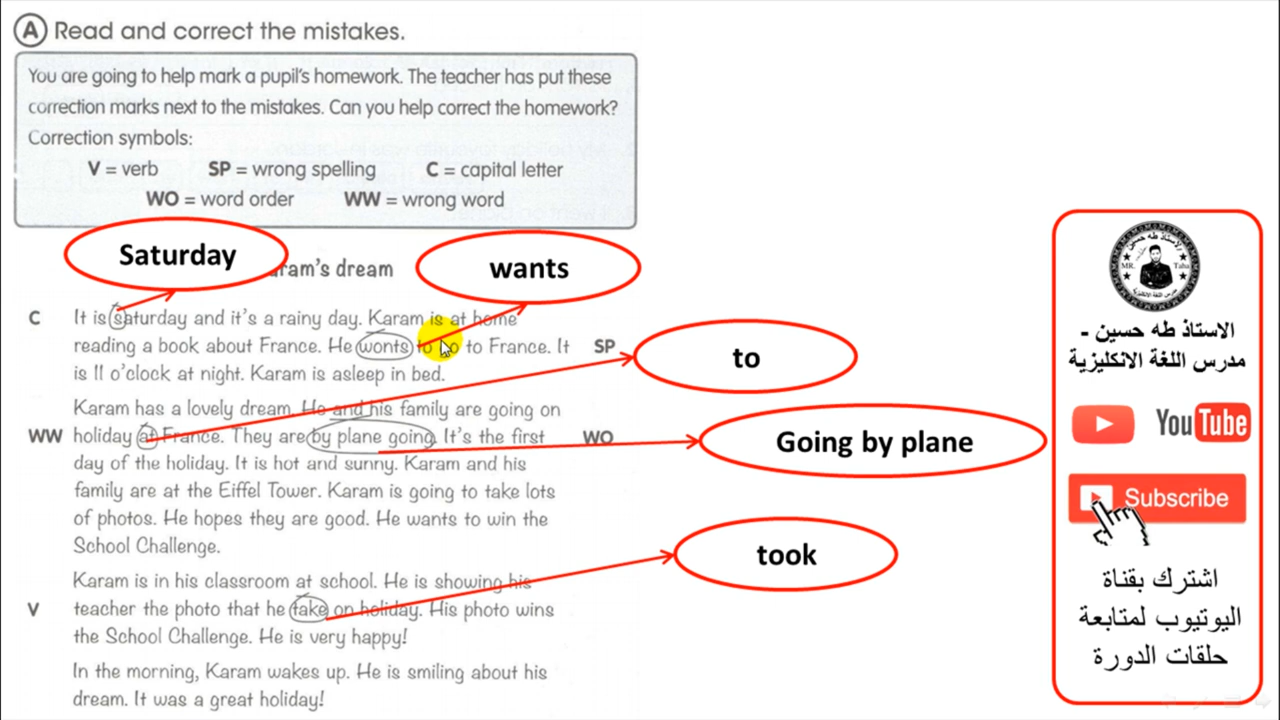 A Read and correct the mistakes.
You are going to help mark a pupil's homework. The teacher has put these
correction marks next to the mistakes. Can you help correct the homework?
Correction symbols:
V = verb SP = wrong spelling C = capital letter
WO = word order WW = wrong word
Saturday
ram's dream
wants
C It is saturday and it's a rainy day. Karam is at home
reading a book about France. He wonts to go to France. It SP
is 11 o'clock at night. Karam is asleep in bed.
to
Karam has a lovely dream. He and his family are going on
WW holiday at France. They are by plane going. It's the first WO
Going by plane
day of the holiday. It is hot and sunny. Karam and his
family are at the Eiffel Tower. Karam is going to take lots
of photos. He hopes they are good. He wants to win the
School Challenge.
took
Karam is in his classroom at school. He is showing his
V teacher the photo that he take on holiday. His photo wins
the School Challenge. He is very happy!
In the morning, Karam wakes up. He is smiling about his
dream. It was a great holiday!
الاستاذ طه حسين
MR. Taha
مدرس اللغة الانكليزية
الاستاذ طه حسين -
مدرس اللغة الانكليزية
YouTube
Subscribe
اشترك بقناة
اليوتيوب لمتابعة
حلقات الدورة